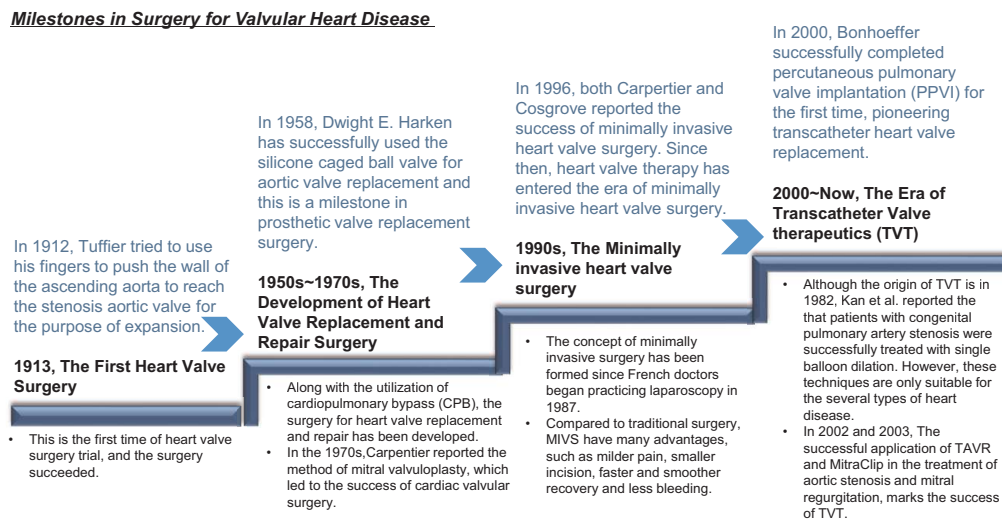 Milestones in Surgery for Valvular Heart Disease
In 1912, Tuffier tried to use
his fingers to push the wall of
the ascending aorta to reach
the stenosis aortic valve for
the purpose of expansion.
1913, The First Heart Valve
Surgery
• This is the first time of heart valve
surgery trial, and the surgery
succeeded.
In 1958, Dwight E. Harken
has successfully used the
silicone caged ball valve for
aortic valve replacement and
this is a milestone in
prosthetic valve replacement
surgery.
1950s~1970s, The
Development of Heart
Valve Replacement and
Repair Surgery
• Along with the utilization of
cardiopulmonary bypass (CPB), the
surgery for heart valve replacement
and repair has been developed.
• In the 1970s,Carpentier reported the
method of mitral valvuloplasty, which
led to the success of cardiac valvular
surgery.
In 1996, both Carpertier and
Cosgrove reported the
success of minimally invasive
heart valve surgery. Since
then, heart valve therapy has
entered the era of minimally
invasive heart valve surgery.
1990s, The Minimally
invasive heart valve
surgery
• The concept of minimally
invasive surgery has been
formed since French doctors
began practicing laparoscopy in
1987.
• Compared to traditional surgery,
MIVS have many advantages,
such as milder pain, smaller
incision, faster and smoother
recovery and less bleeding.
In 2000, Bonhoeffer
successfully completed
percutaneous pulmonary
valve implantation (PPVI) for
the first time, pioneering
transcatheter heart valve
replacement.
2000~Now, The Era of
Transcatheter Valve
therapeutics (TVT)
• Although the origin of TVT is in
1982, Kan et al. reported the
that patients with congenital
pulmonary artery stenosis were
successfully treated with single
balloon dilation. However, these
techniques are only suitable for
the several types of heart
disease.
• In 2002 and 2003, The
successful application of TAVR
and MitraClip in the treatment of
aortic stenosis and mitral
regurgitation, marks the success
of TVT.